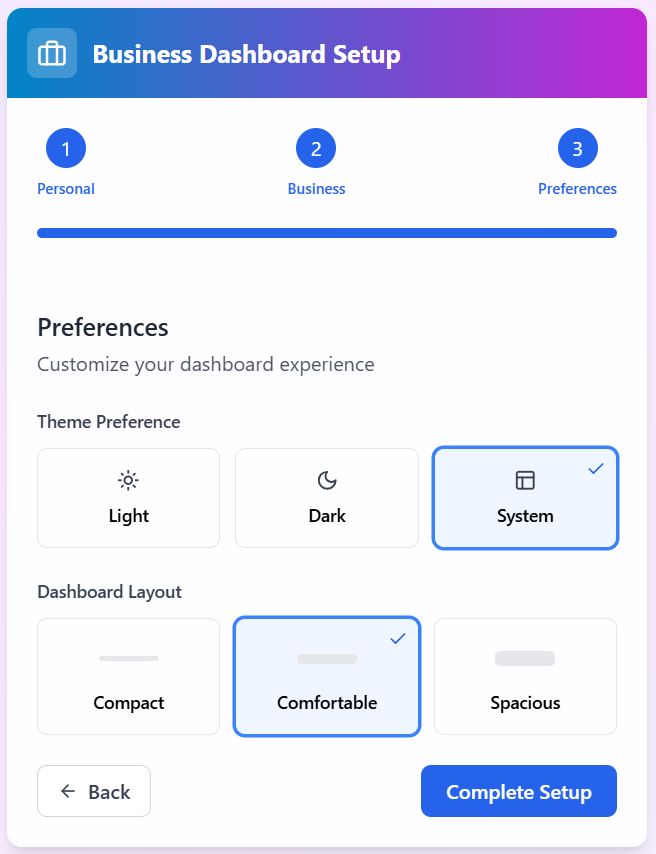 Business Dashboard Setup
1 2 3
Personal Business Preferences
Preferences
Customize your dashboard experience
Theme Preference
Light Dark System
Dashboard Layout
Compact Comfortable Spacious
Back Complete Setup